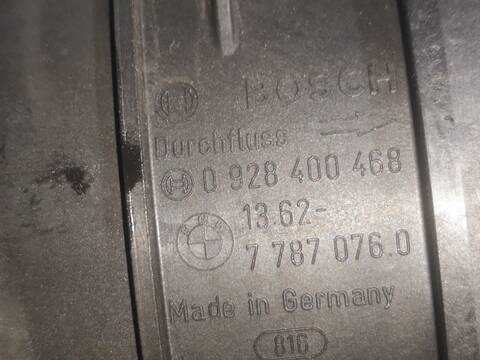 BOSCH
Durchfluss
0 928 400 468
13.62-
7 787 076.0
Made in Germany
816